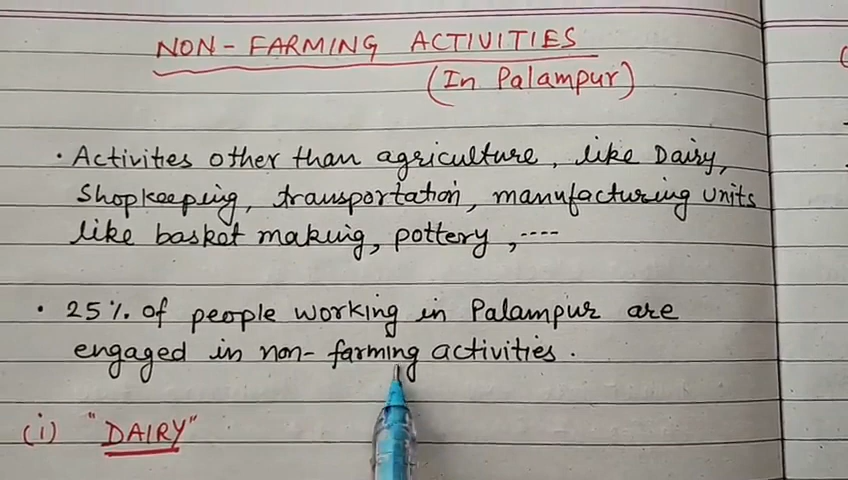 NON-FARMING ACTIVITIES
(In Palampur)
• Activities other than agriculture, like Dairy,
Shopkeeping, transportation, manufacturing units
like basket making, pottery, ----
• 25% of people working in Palampur are
engaged in non-farming activities.
(i) "DAIRY"